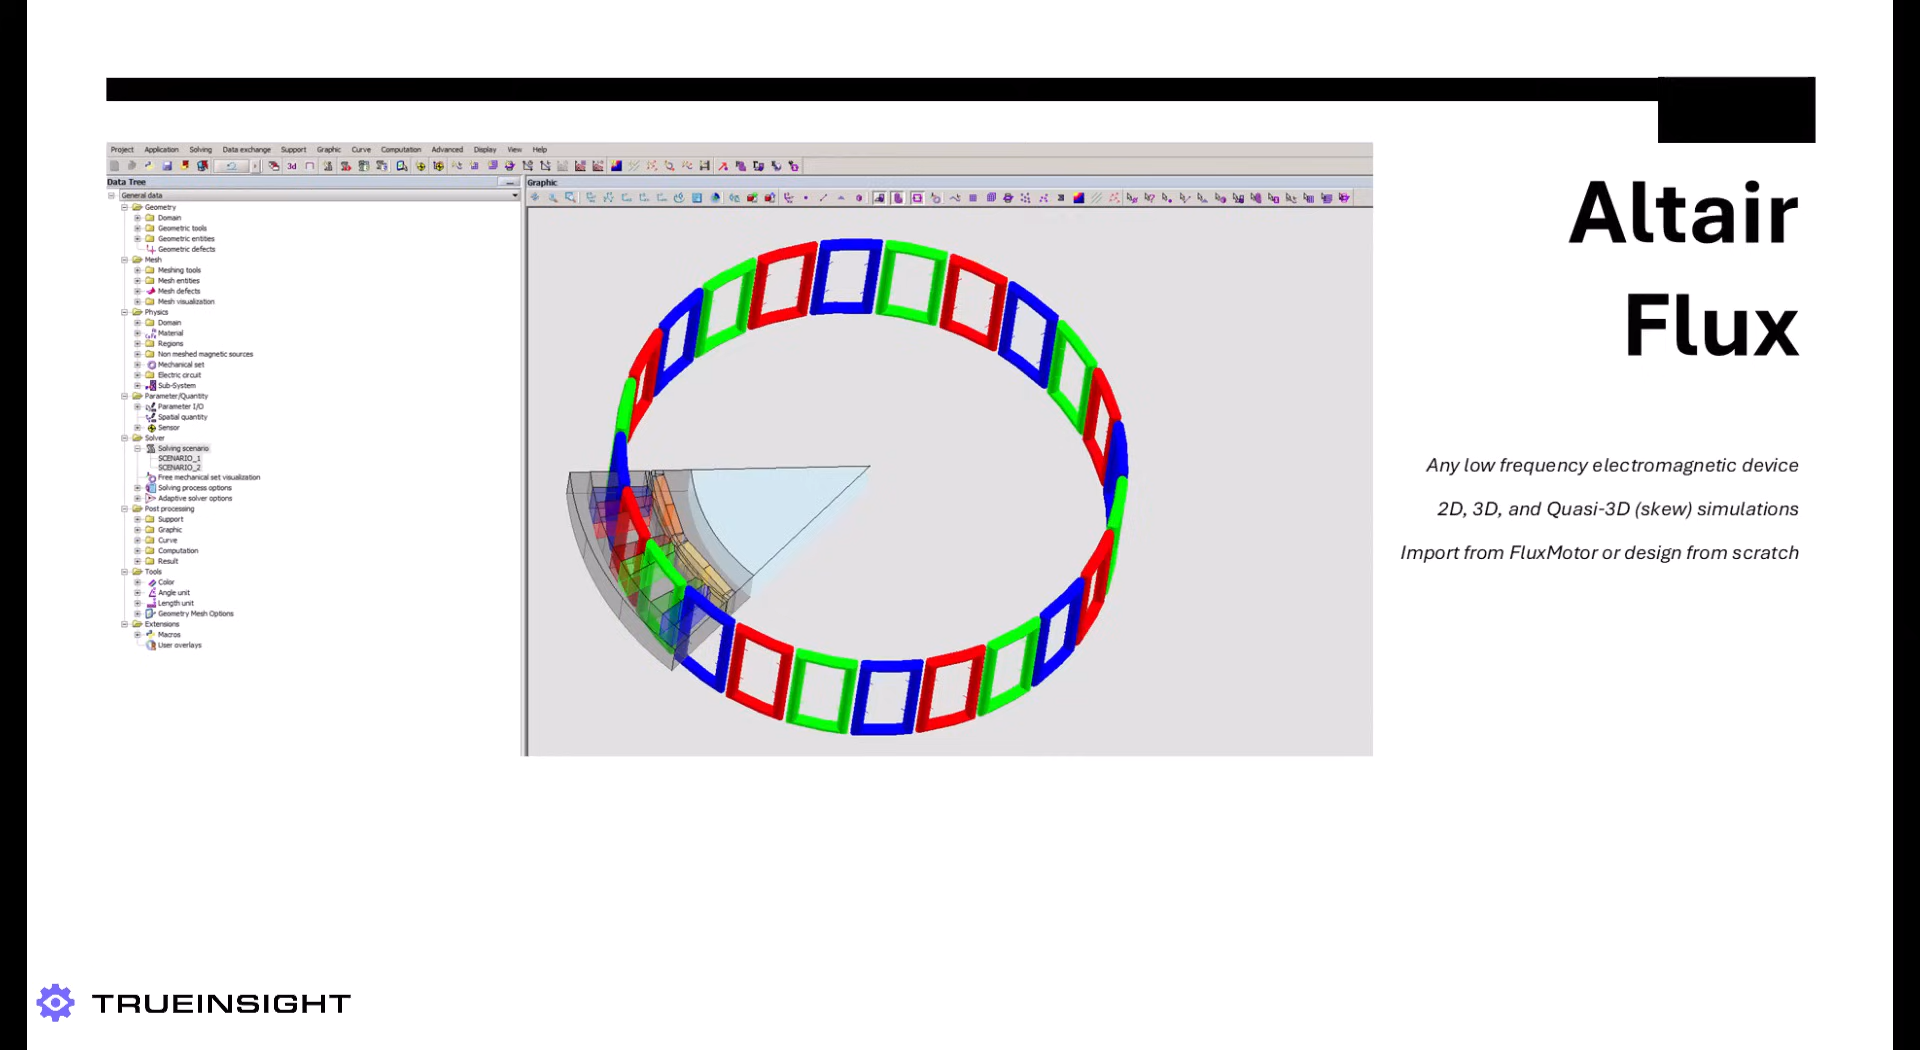 Project Application Solving Data exchange Support Graphic Curve Computation Advanced Display View Help
3d
Data Tree
Graphic
General data
Geometry
Domain
Geometric tools
Geometric entities
Geometric defects
Mesh
Meshing tools
Mesh entities
Mesh defects
Mesh visualization
Physics
Domain
Material
Regions
Non meshed magnetic sources
Mechanical set
Electric circuit
Sub-System
Parameter/Quantity
Parameter I/O
Spatial quantity
Sensor
Solver
Solving scenario
SCENARIO_1
SCENARIO_2
Free mechanical set visualization
Solving process options
Adaptive solver options
Post processing
Support
Graphic
Curve
Computation
Result
Tools
Color
Angle unit
Length unit
Geometry Mesh Options
Extensions
Macros
User overlays
Altair
Flux
Any low frequency electromagnetic device
2D, 3D, and Quasi-3D (skew) simulations
Import from FluxMotor or design from scratch
TRUEINSIGHT